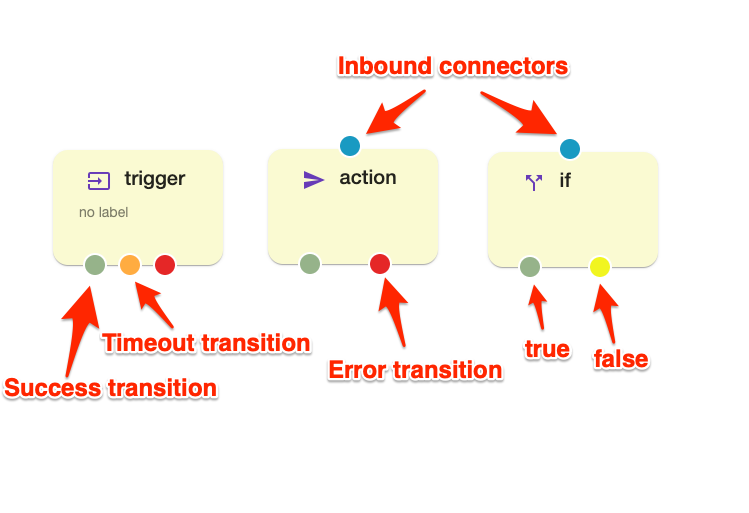 Inbound connectors
trigger
action
if
no label
Timeout transition
Success transition
Error transition
true
false